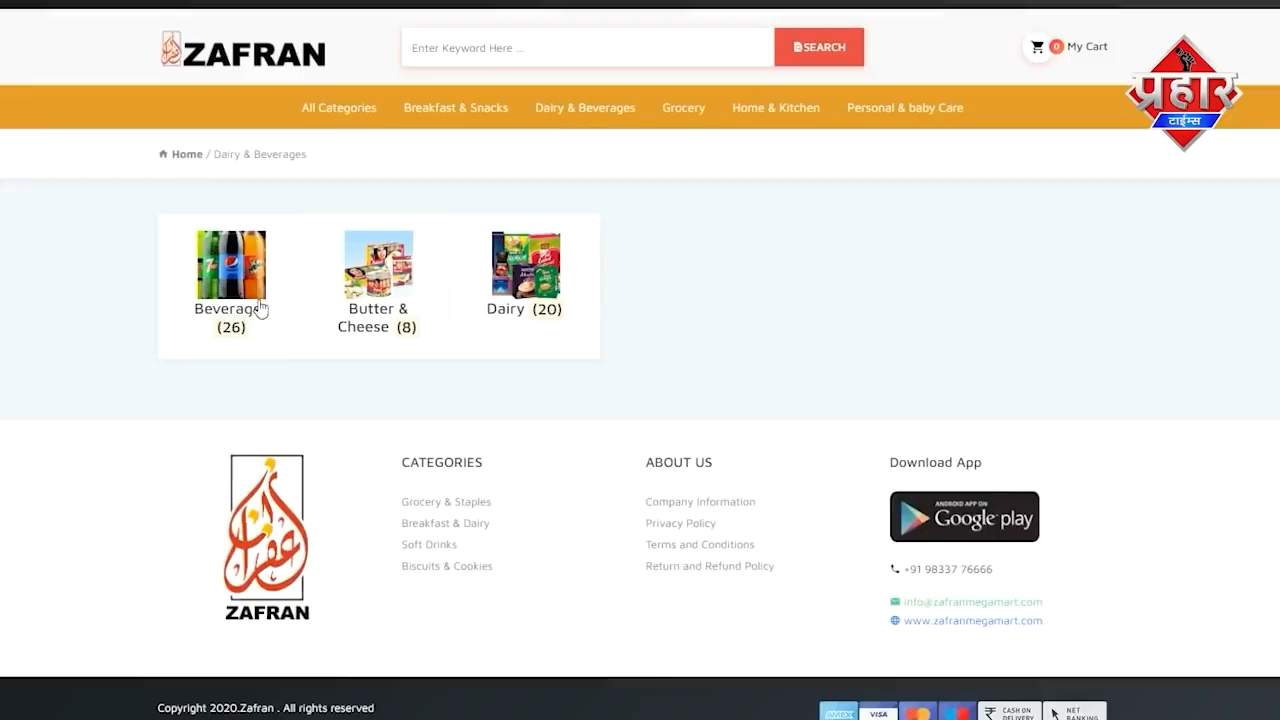 ZAFRAN
Enter Keyword Here ...
SEARCH
0 My Cart
प्रहार
टाईम्स
All Categories Breakfast & Snacks Dairy & Beverages Grocery Home & Kitchen Personal & baby Care
Home / Dairy & Beverages
Beverage
(26)
Butter &
Cheese (8)
Dairy (20)
عفران
ZAFRAN
CATEGORIES
Grocery & Staples
Breakfast & Dairy
Soft Drinks
Biscuits & Cookies
ABOUT US
Company Information
Privacy Policy
Terms and Conditions
Return and Refund Policy
Download App
ANDROID APP ON
Google play
+91 98337 76666
info@zafranmegamart.com
www.zafranmegamart.com
Copyright 2020.Zafran . All rights reserved
AMEX
VISA
CASH ON
DELIVERY
NET
BANKING